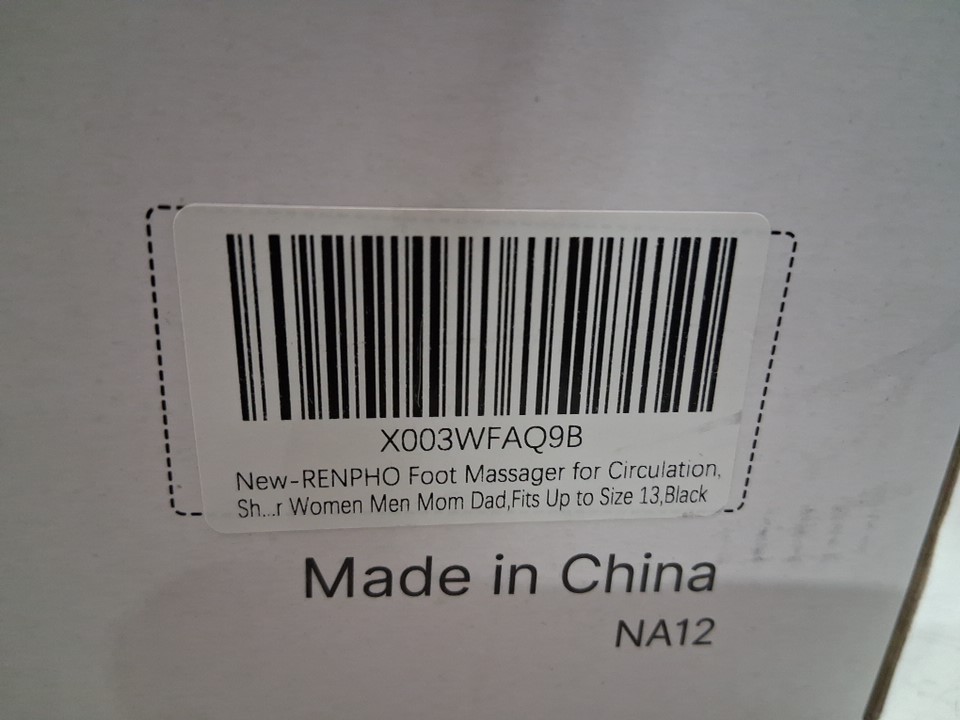 X003WFAQ9B
New-RENPHO Foot Massager for Circulation,
Sh...r Women Men Mom Dad,Fits Up to Size 13,Black
Made in China
NA12